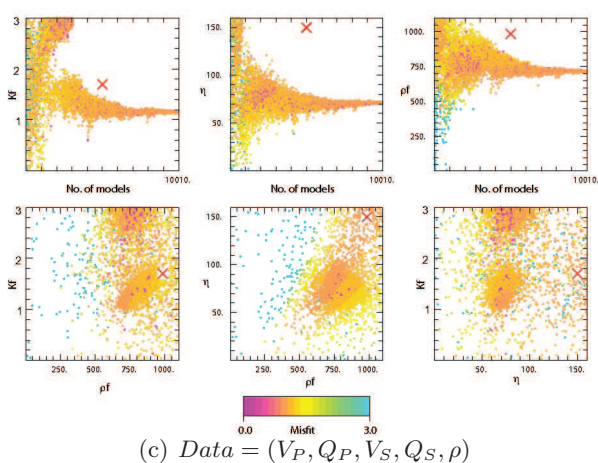 3
2
1
Kf
No. of models
10010.
150.
100.
50.
η
No. of models
10010.
1000.
750.
500.
250.
ρf
No. of models
10010.
3
2
1
Kf
250. 500. 750. 1000.
ρf
150.
100.
50.
η
250. 500. 750. 1000.
ρf
3
2
1
Kf
50. 100. 150.
η
0.0 Misfit 3.0
(c) Data = (V_P, Q_P, V_S, Q_S, ρ)